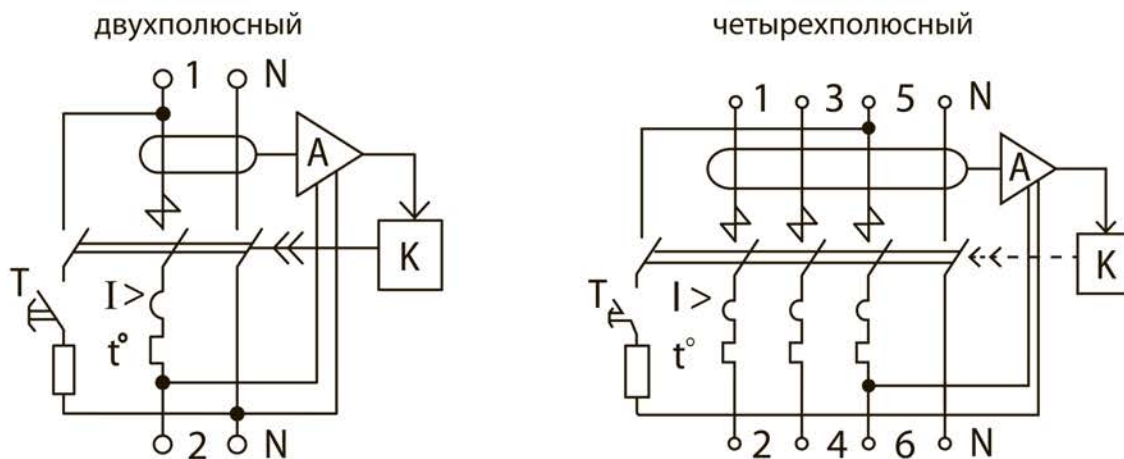 двухполюсный
1 N
A
K
T
I >
t°
2 N
четырехполюсный
1 3 5 N
A
K
T
I >
t°
2 4 6 N